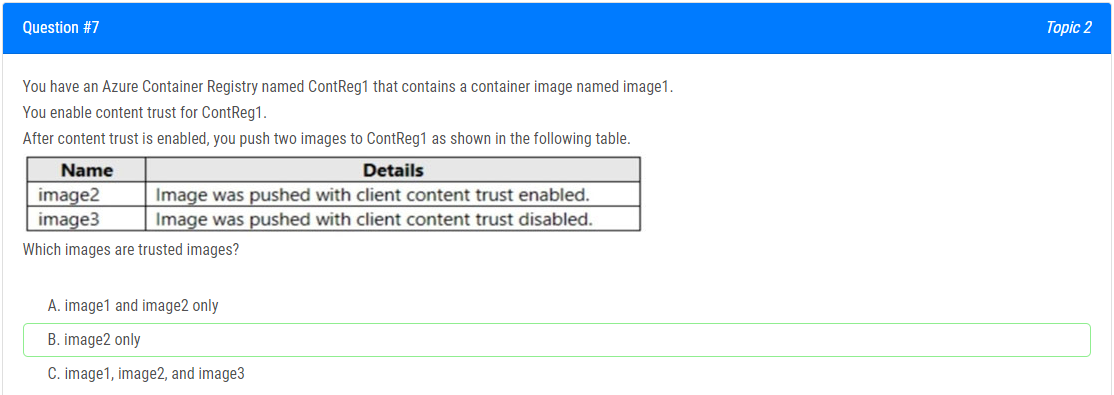 Question #7
Topic 2
You have an Azure Container Registry named ContReg1 that contains a container image named image1.
You enable content trust for ContReg1.
After content trust is enabled, you push two images to ContReg1 as shown in the following table.
Name Details
image2 Image was pushed with client content trust enabled.
image3 Image was pushed with client content trust disabled.
Which images are trusted images?
A. image1 and image2 only
B. image2 only
C. image1, image2, and image3